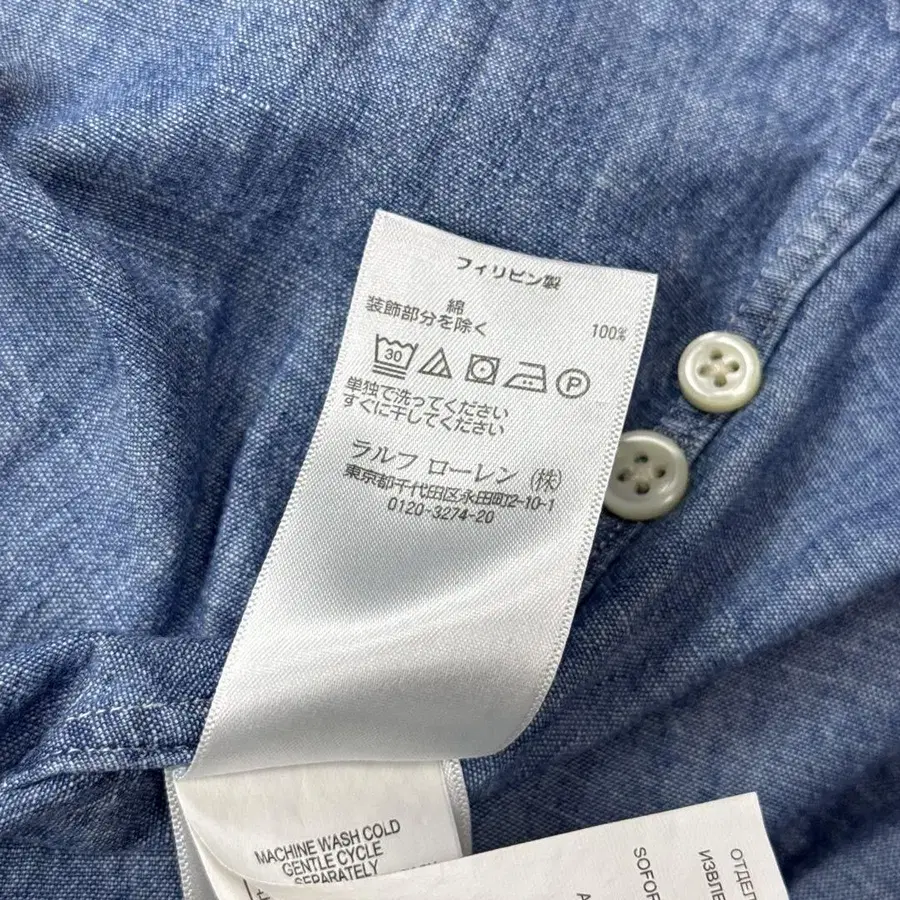 フィリピン製
綿 100%
装飾部分を除く
30
P
単独で洗ってください
すぐに干してください
ラルフ ローレン (株)
東京都千代田区永田町2-10-1
0120-3274-20
MACHINE WASH COLD
GENTLE CYCLE
SEPARATELY